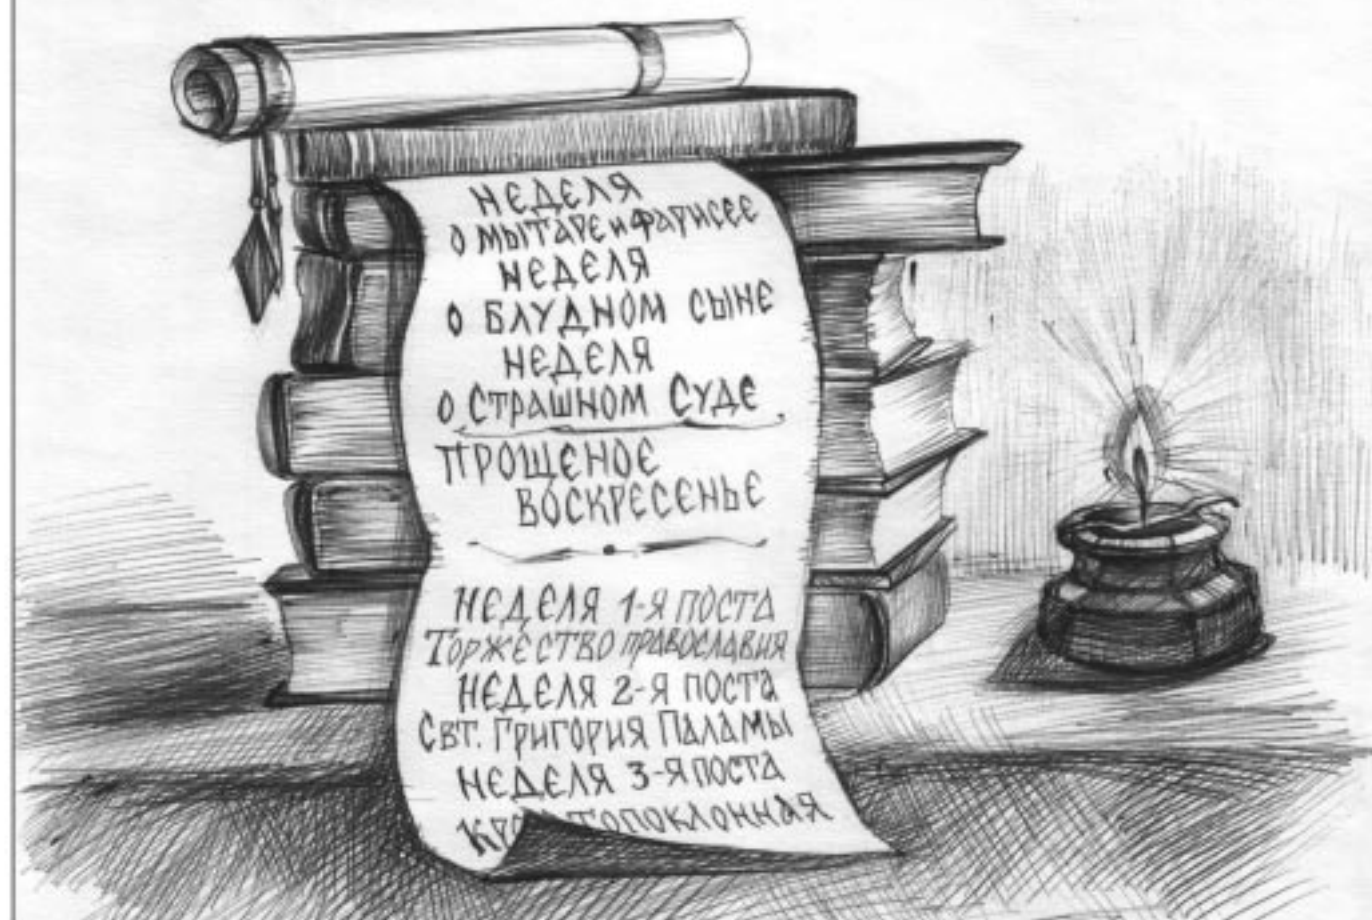 НЕДЕЛЯ
О МЫТАРЕ И ФАРИСЕЕ
НЕДЕЛЯ
О БЛУДНОМ СЫНЕ
НЕДЕЛЯ
О СТРАШНОМ СУДЕ
ПРОЩЕНОЕ
ВОСКРЕСЕНЬЕ
НЕДЕЛЯ 1-Я ПОСТА
ТОРЖЕСТВО ПРАВОСЛАВИЯ
НЕДЕЛЯ 2-Я ПОСТА
СВТ. ГРИГОРИЯ ПАЛАМЫ
НЕДЕЛЯ 3-Я ПОСТА